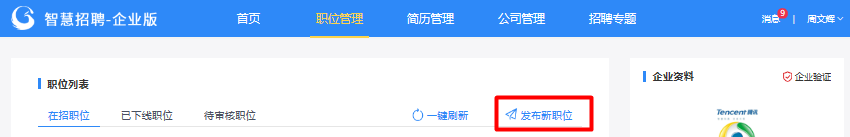 智慧招聘-企业版 首页 职位管理 简历管理 公司管理 招聘专题 消息 9 | 周文辉
职位列表
企业资料 企业验证
在招职位 已下线职位 待审核职位 一键刷新 发布新职位
Tencent 腾讯